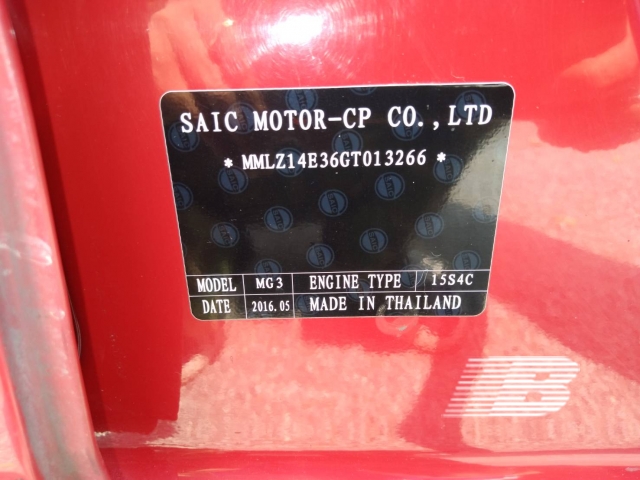 SAIC MOTOR-CP CO.,LTD
* MMLZ14E36GT013266 *
MODEL MG3 ENGINE TYPE 15S4C
DATE 2016.05 MADE IN THAILAND